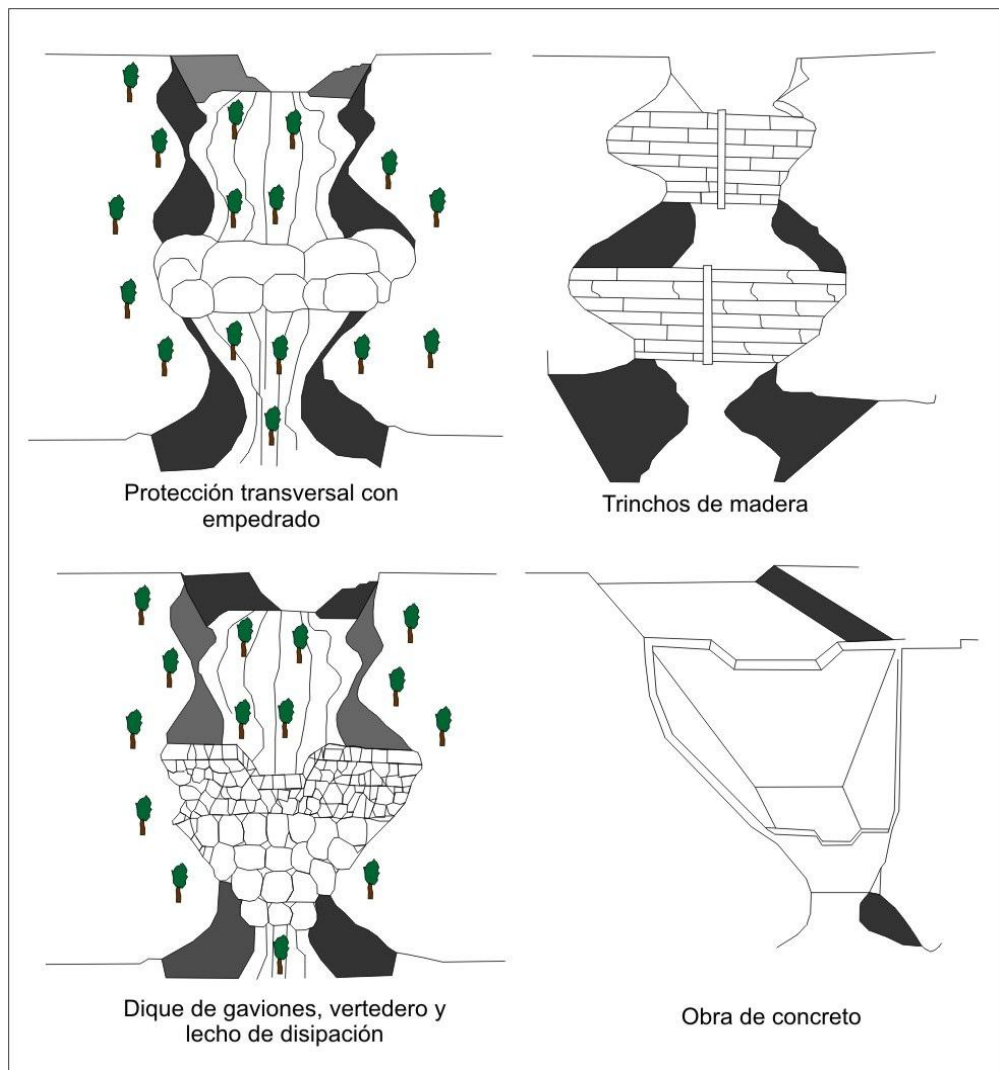 Protección transversal con
empedrado
Trinchos de madera
Dique de gaviones, vertedero y
lecho de disipación
Obra de concreto